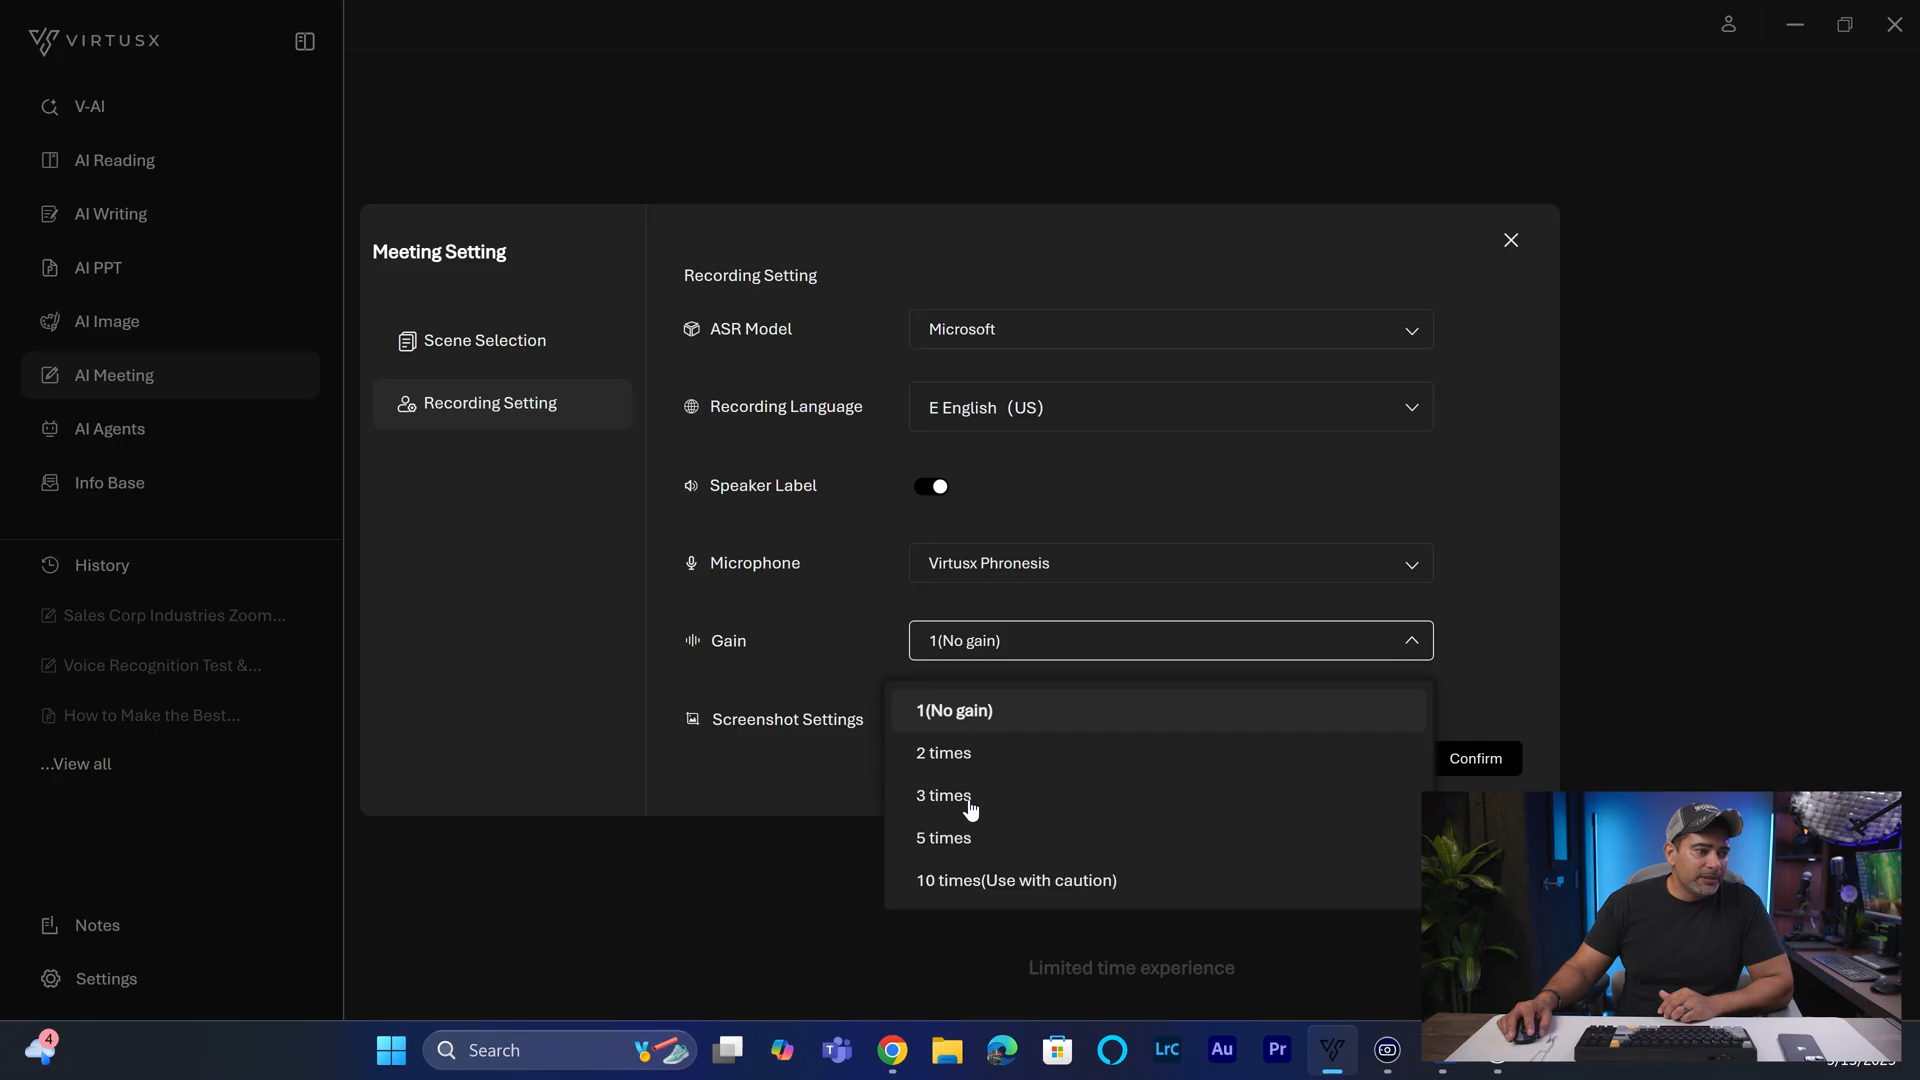 VIRTUSX
V-AI
AI Reading
AI Writing
AI PPT
AI Image
AI Meeting
AI Agents
Info Base
History
Sales Corp Industries Zoom...
Voice Recognition Test &...
How to Make the Best...
...View all
Notes
Settings
Meeting Setting
Scene Selection
Recording Setting
Recording Setting
ASR Model
Microsoft
Recording Language
E English (US)
Speaker Label
Microphone
Virtusx Phronesis
Gain
1(No gain)
Screenshot Settings
1(No gain)
2 times
3 times
5 times
10 times(Use with caution)
Confirm
Limited time experience
4
Search
LrC
Au
Pr